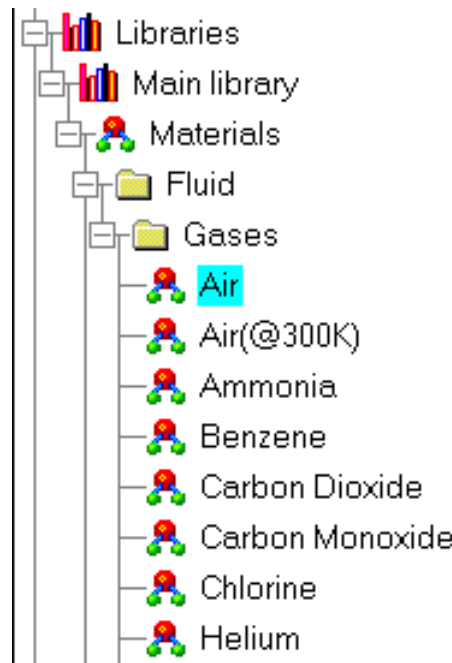 Libraries
Main library
Materials
Fluid
Gases
Air
Air(@300K)
Ammonia
Benzene
Carbon Dioxide
Carbon Monoxide
Chlorine
Helium